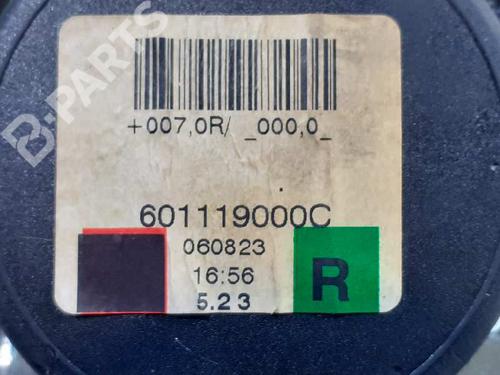 B-PARTS
+007,0R/ _000,0_
601119000C
060823
16:56
5.23
R